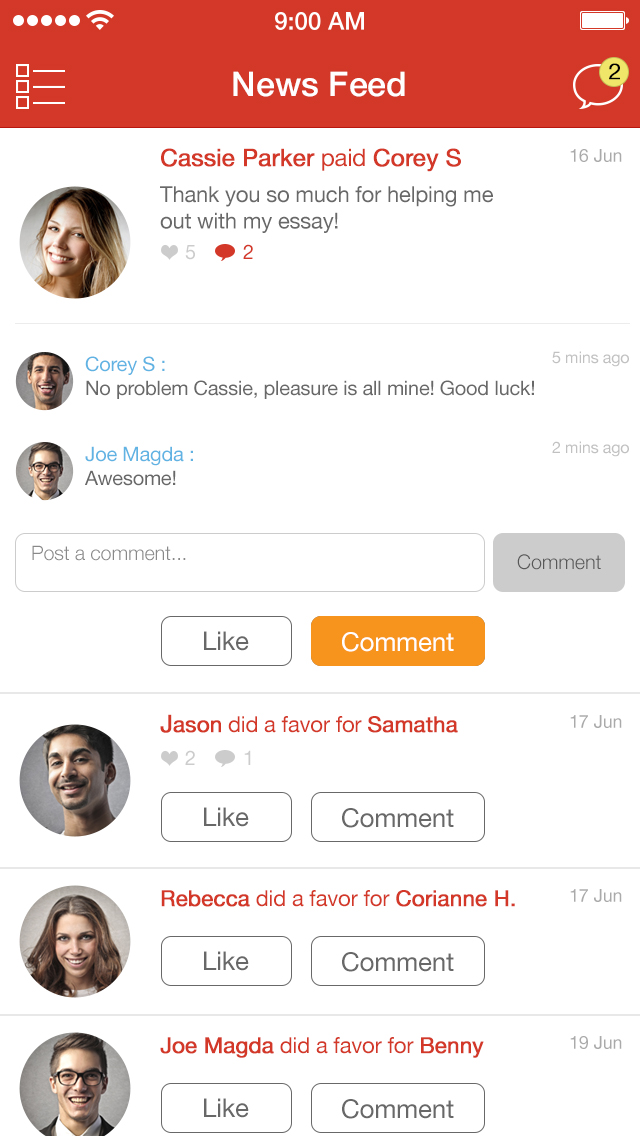 9:00 AM
News Feed
2
Cassie Parker paid Corey S
16 Jun
Thank you so much for helping me
out with my essay!
5 2
Corey S :
5 mins ago
No problem Cassie, pleasure is all mine! Good luck!
Joe Magda :
2 mins ago
Awesome!
Post a comment...
Comment
Like
Comment
Jason did a favor for Samatha
17 Jun
2 1
Like
Comment
Rebecca did a favor for Corianne H.
17 Jun
Like
Comment
Joe Magda did a favor for Benny
19 Jun
Like
Comment